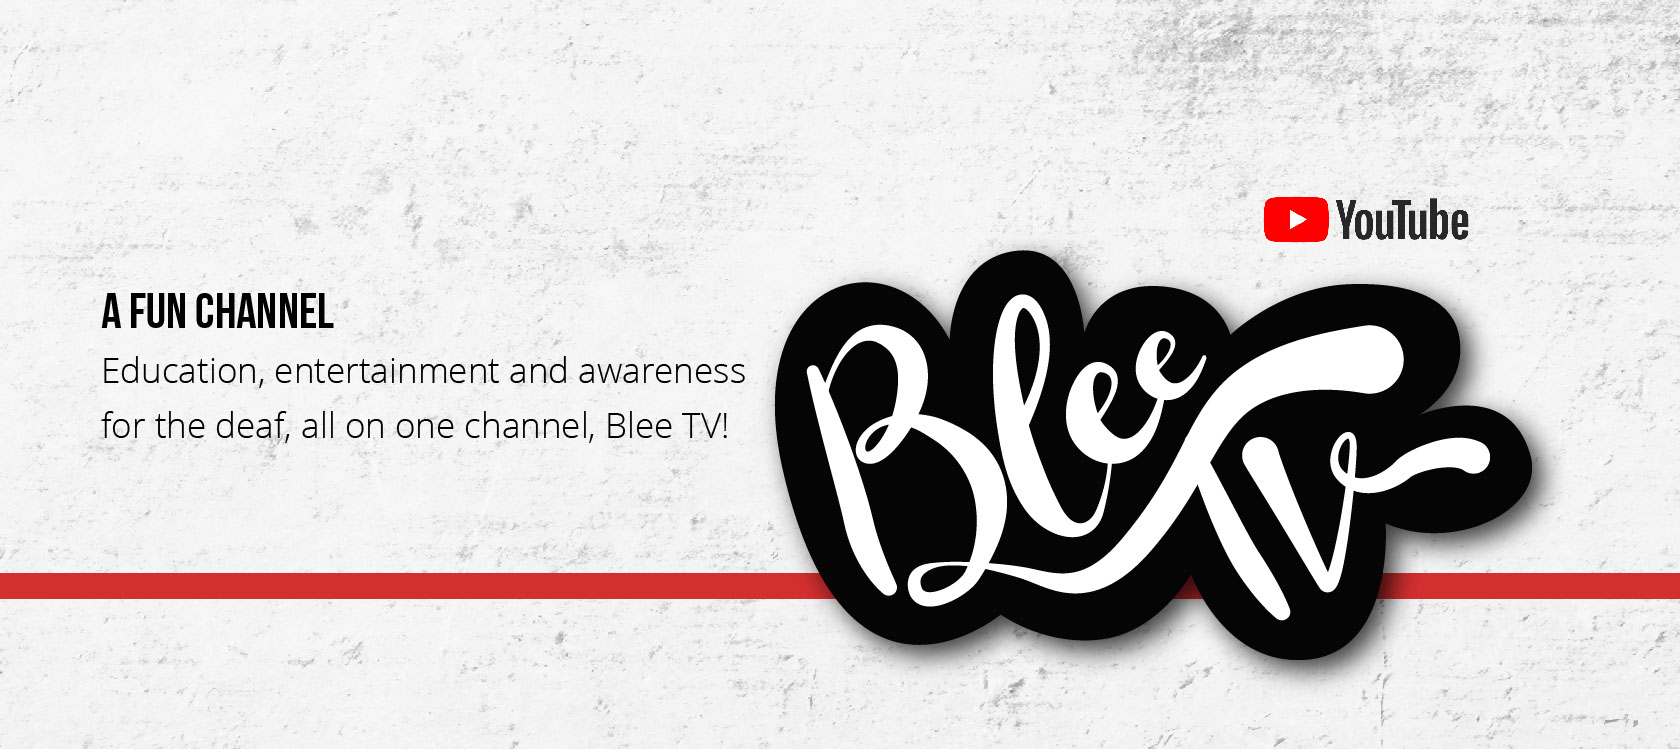 YouTube
A FUN CHANNEL
Education, entertainment and awareness
for the deaf, all on one channel, Blee TV!
Blee
TV